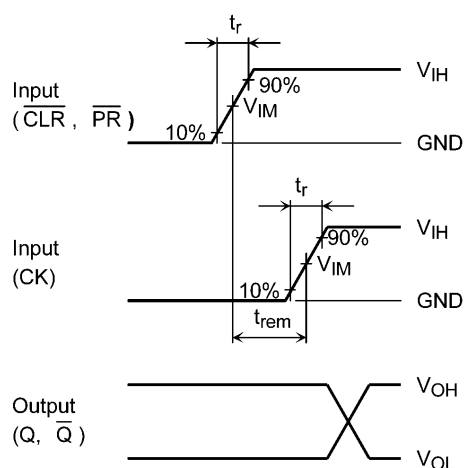 tr
VIH
Input
(CLR, PR)
90%
VIM
10%
GND
tr
VIH
Input
(CK)
90%
VIM
10%
GND
trem
VOH
Output
(Q, Q̅)
VOL